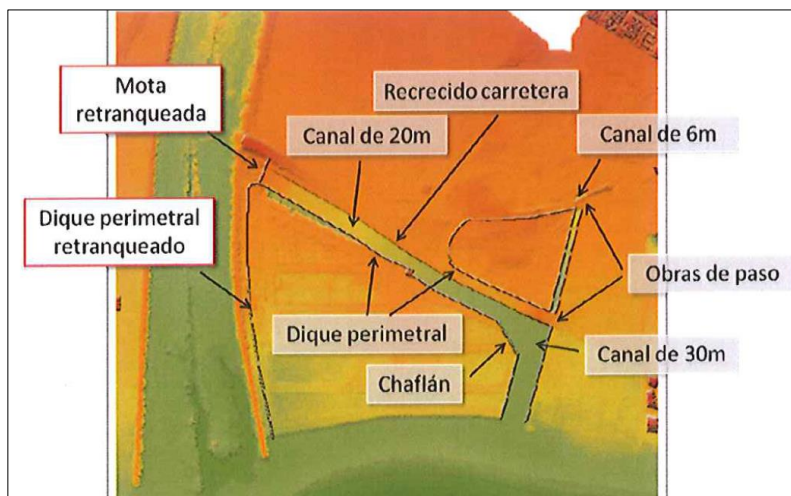 Mota
retranqueada
Recrecido carretera
Canal de 20m
Canal de 6m
Dique perimetral
retranqueado
Obras de paso
Dique perimetral
Canal de 30m
Chaflán